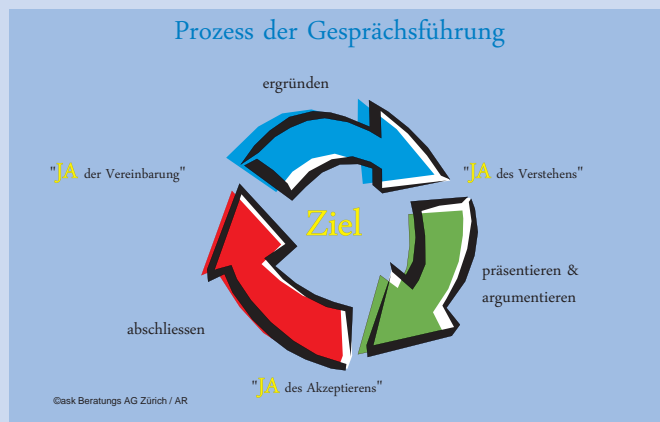 Prozess der Gesprächsführung
ergründen
"JA der Vereinbarung"
"JA des Verstehens"
Ziel
präsentieren &
argumentieren
abschliessen
"JA des Akzeptierens"
©ask Beratungs AG Zürich / AR